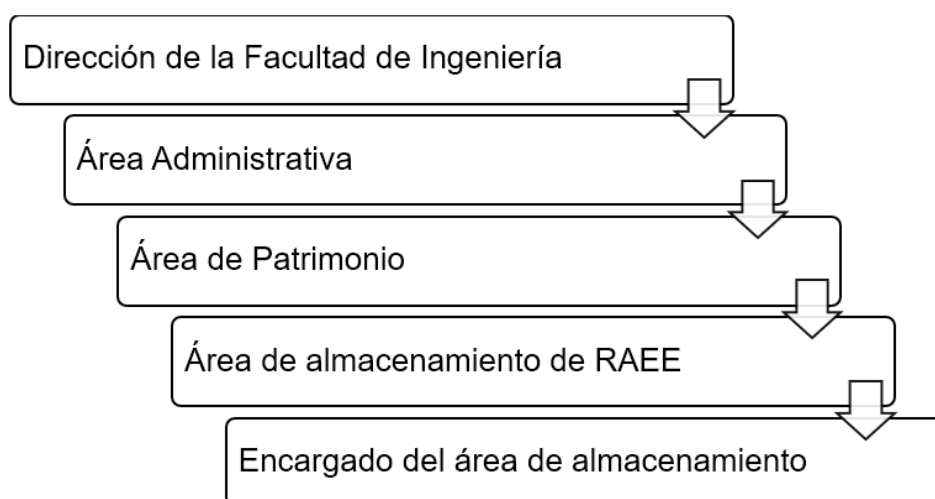 Dirección de la Facultad de Ingeniería
Área Administrativa
Área de Patrimonio
Área de almacenamiento de RAEE
Encargado del área de almacenamiento